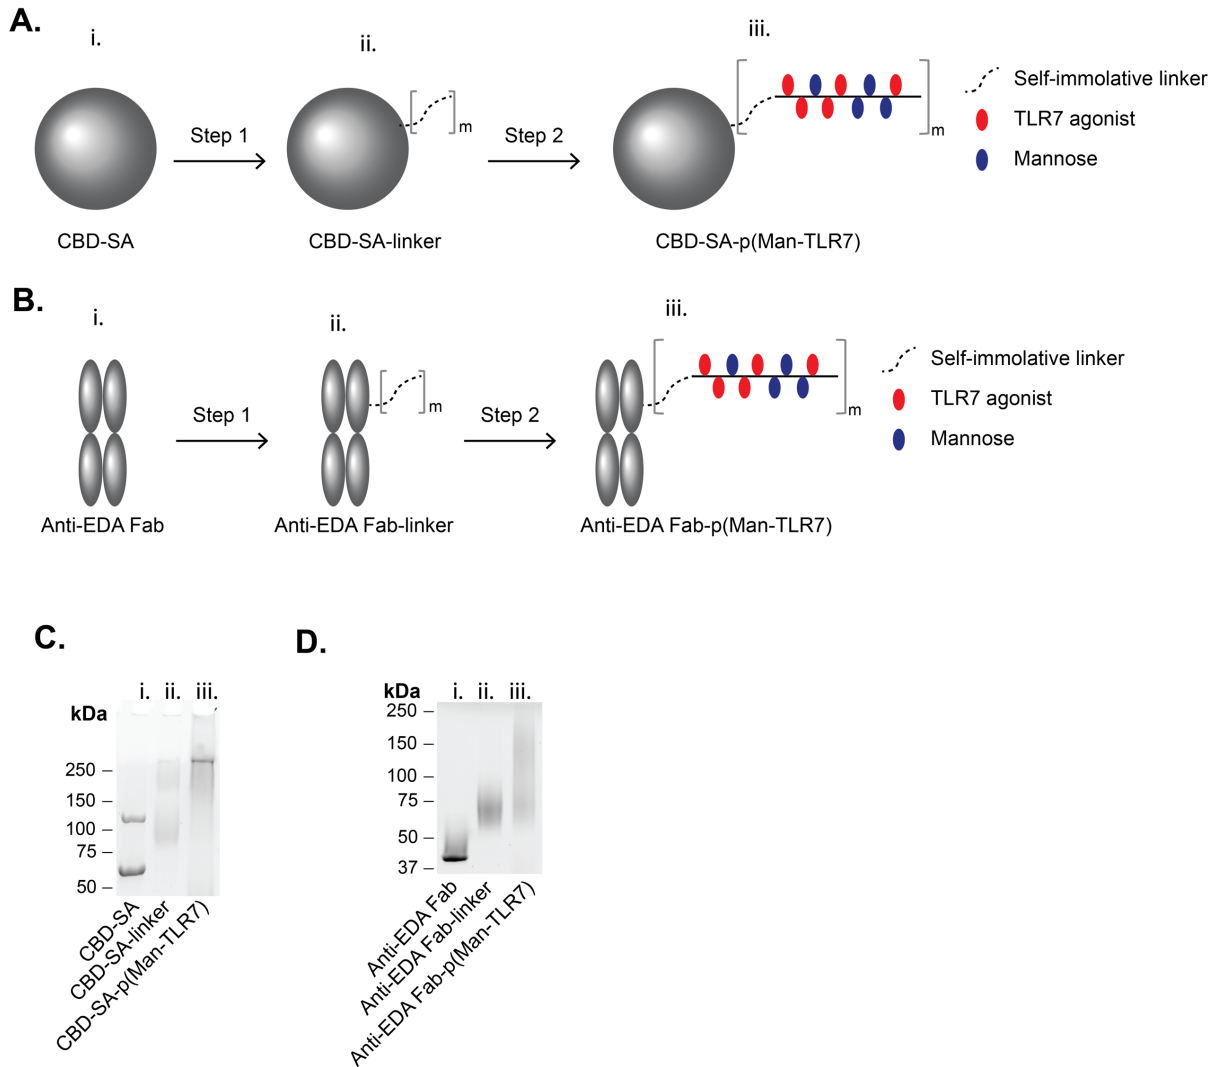 A.
i.
ii.
iii.
Step 1
Step 2
m
m
Self-immolative linker
TLR7 agonist
Mannose
CBD-SA
CBD-SA-linker
CBD-SA-p(Man-TLR7)
B.
i.
ii.
iii.
Step 1
Step 2
m
m
Self-immolative linker
TLR7 agonist
Mannose
Anti-EDA Fab
Anti-EDA Fab-linker
Anti-EDA Fab-p(Man-TLR7)
C.
i. ii. iii.
kDa
250 –
150 –
100 –
75 –
50 –
CBD-SA
CBD-SA-linker
CBD-SA-p(Man-TLR7)
D.
kDa i. ii. iii.
250 –
150 –
100 –
75 –
50 –
37 –
Anti-EDA Fab
Anti-EDA Fab-linker
Anti-EDA Fab-p(Man-TLR7)